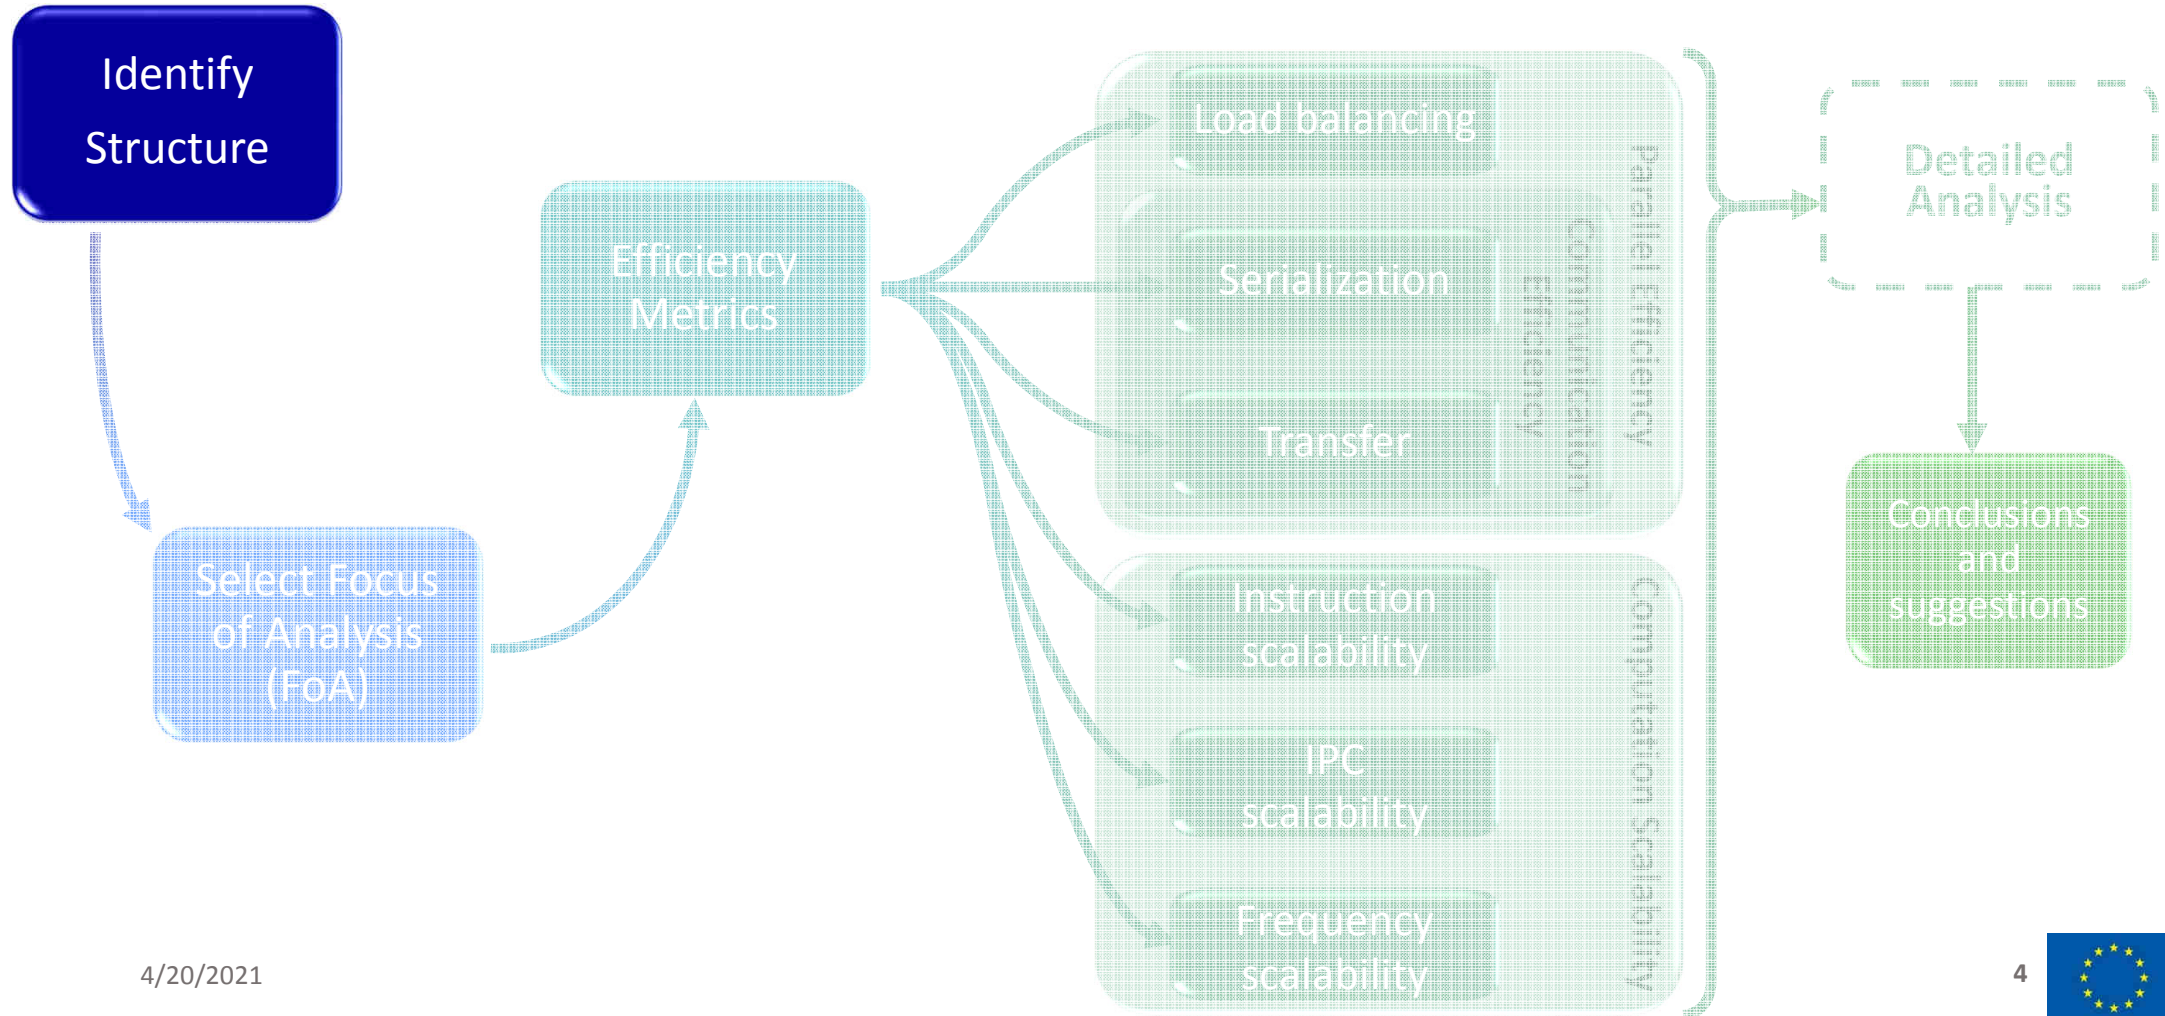 Identify
Structure
Select Focus
of Analysis
(FoA)
Efficiency
Metrics
Load balancing
Serialization
Transfer
Communication
Efficiency
Parallel Efficiency
Instruction
scalability
IPC
scalability
Frequency
scalability
Computation Scalability
Detailed
Analysis
Conclusions
and
suggestions
4/20/2021
4